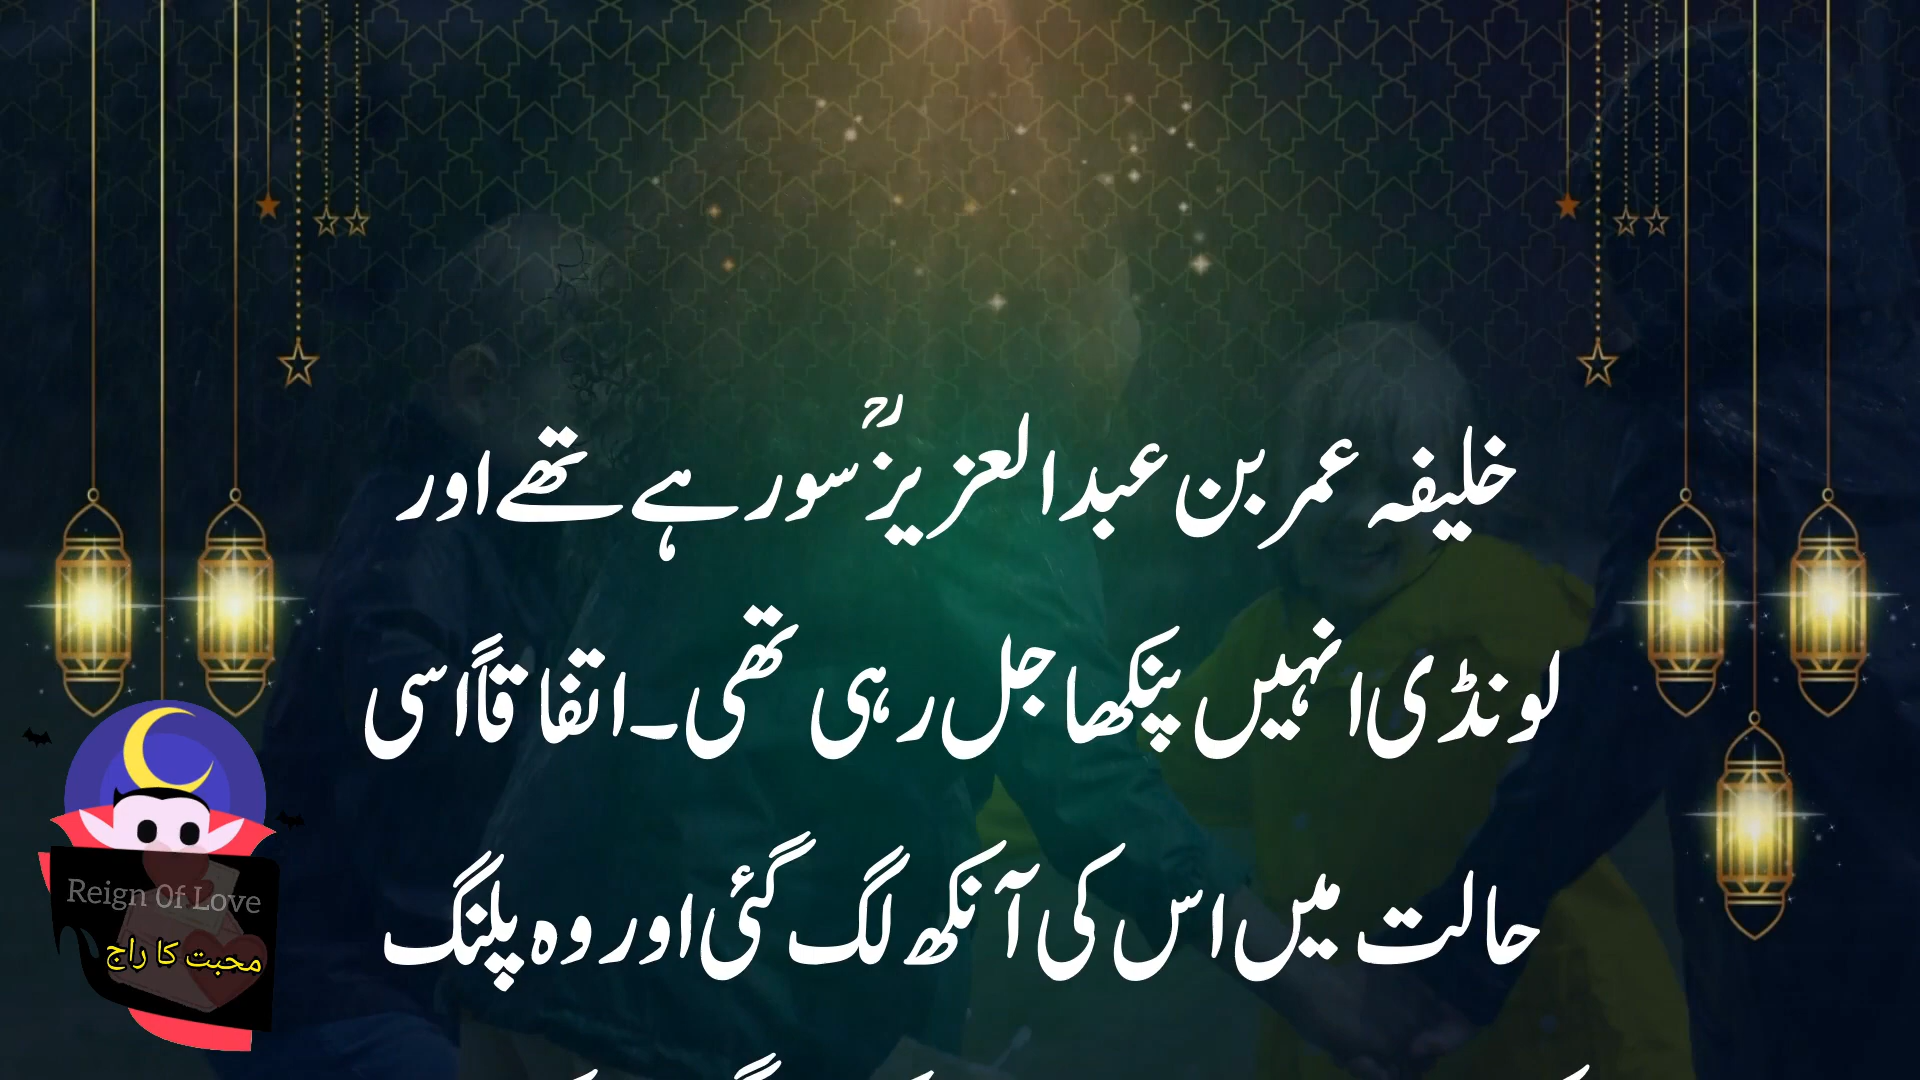 خلیفہ عمر بن عبدالعزیزؒ سو رہے تھے اور
لونڈی انہیں پنکھا جل رہی تھی۔ اتفاقاً اسی
حالت میں اس کی آنکھ لگ گئی اور وہ پلنگ
Reign Of Love
محبت کا راج